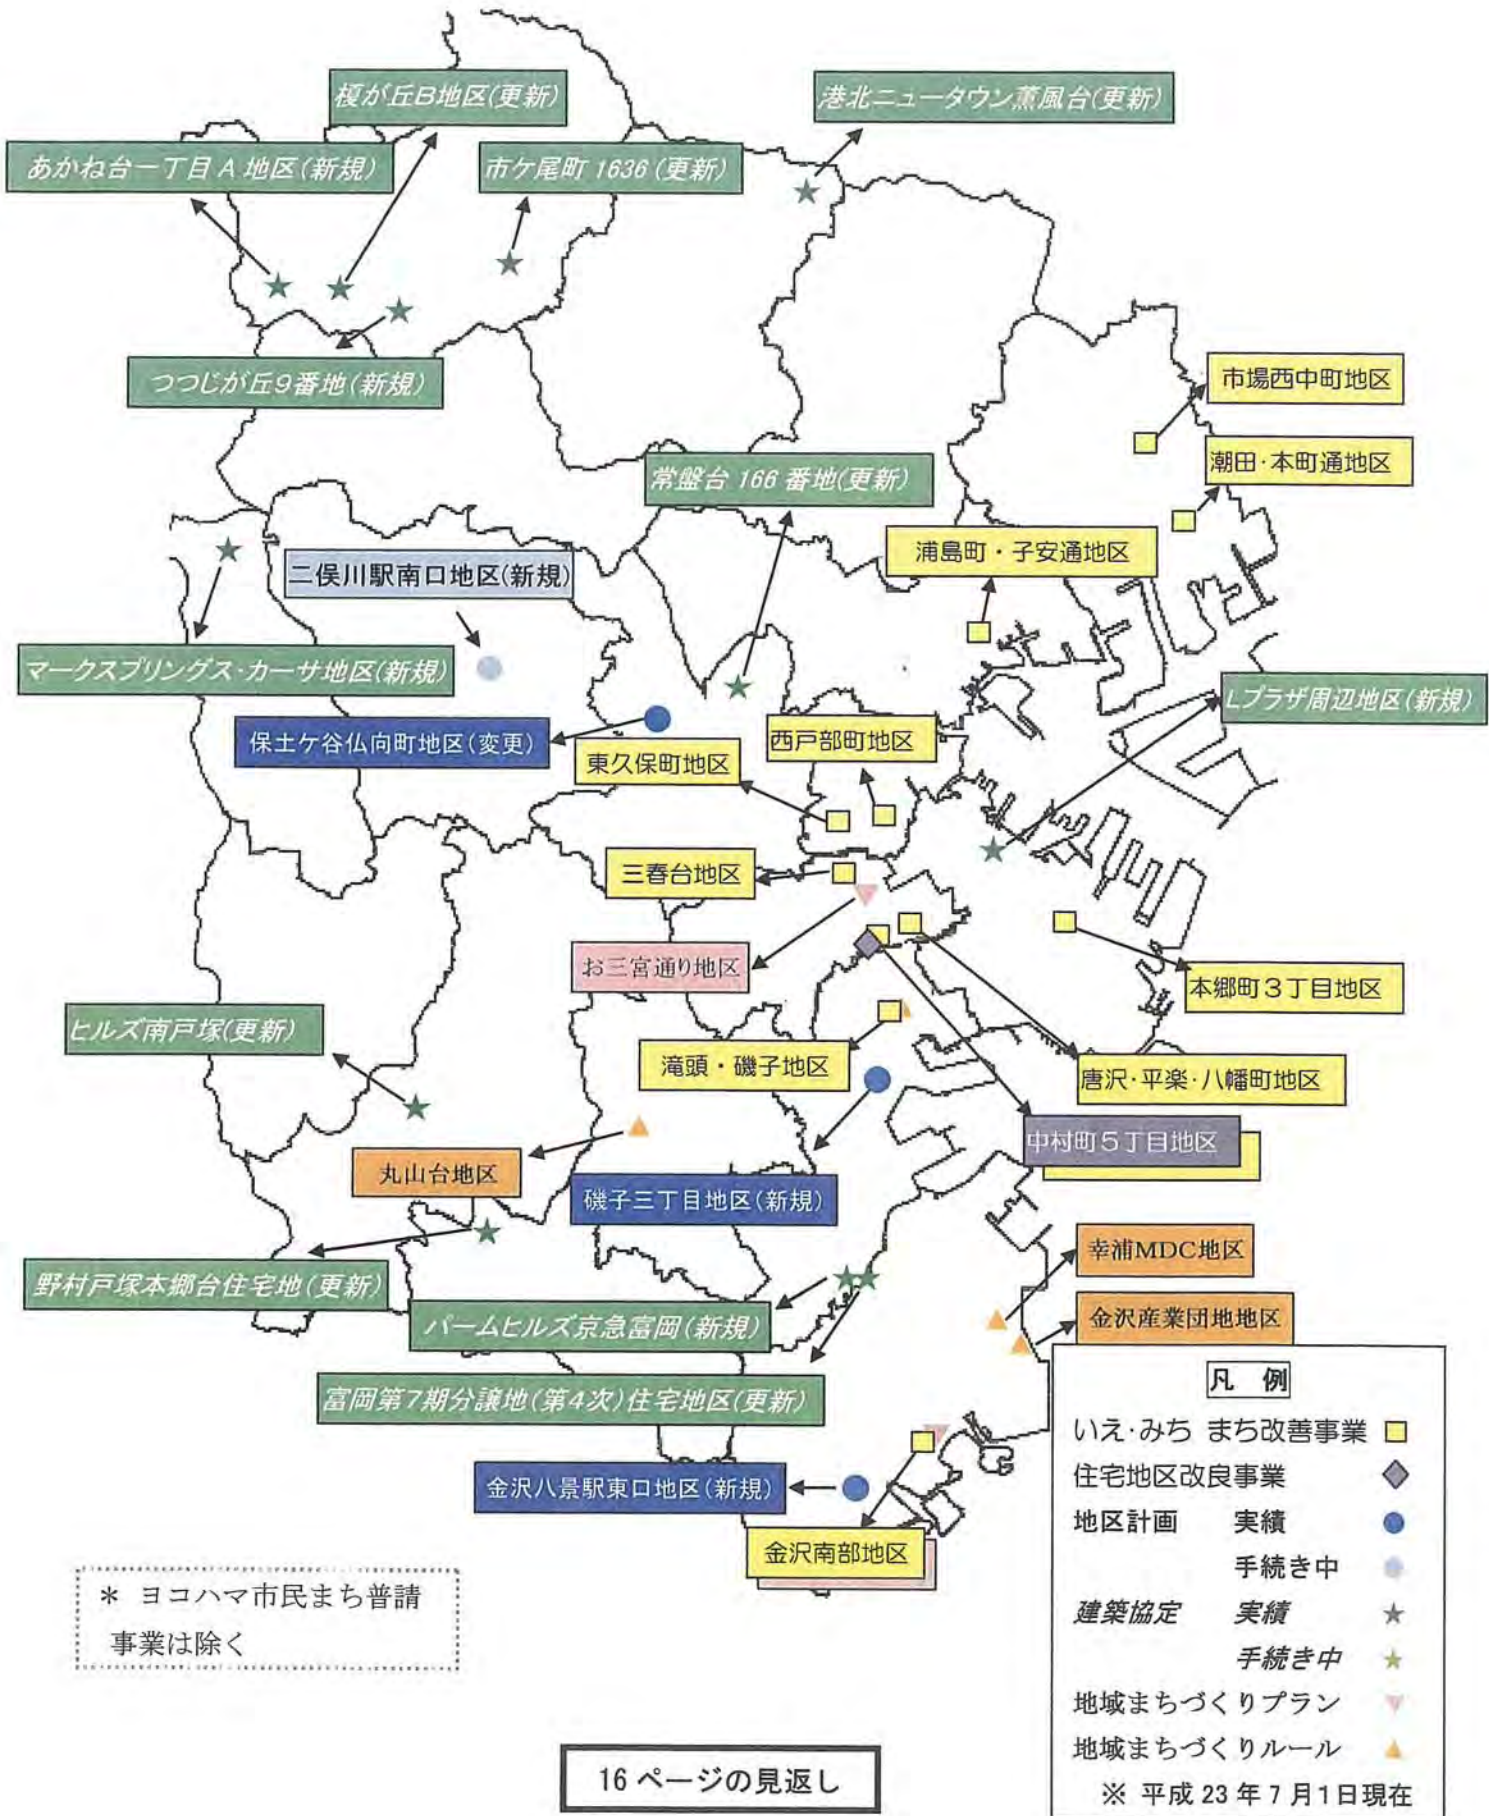 榎が丘B地区(更新)
港北ニュータウン薫風台(更新)
あかね台一丁目A地区(新規)
市ケ尾町1636(更新)
つつじが丘9番地(新規)
市場西中町地区
潮田・本町通地区
常盤台166番地(更新)
浦島町・子安通地区
二俣川駅南口地区(新規)
マークスプリングス・カーサ地区(新規)
Lプラザ周辺地区(新規)
保土ケ谷仏向町地区(変更)
西戸部町地区
東久保町地区
三春台地区
お三宮通り地区
本郷町3丁目地区
ヒルズ南戸塚(更新)
滝頭・磯子地区
唐沢・平楽・八幡町地区
中村町5丁目地区
丸山台地区
磯子三丁目地区(新規)
幸浦MDC地区
野村戸塚本郷台住宅地(更新)
パームヒルズ京急富岡(新規)
金沢産業団地地区
富岡第7期分譲地(第4次)住宅地区(更新)
金沢八景駅東口地区(新規)
金沢南部地区
凡 例
いえ・みち まち改善事業
住宅地区改良事業
地区計画 実績
手続き中
建築協定 実績
手続き中
地域まちづくりプラン
地域まちづくりルール
※ 平成23年7月1日現在
* ヨコハマ市民まち普請
事業は除く
16ページの見返し